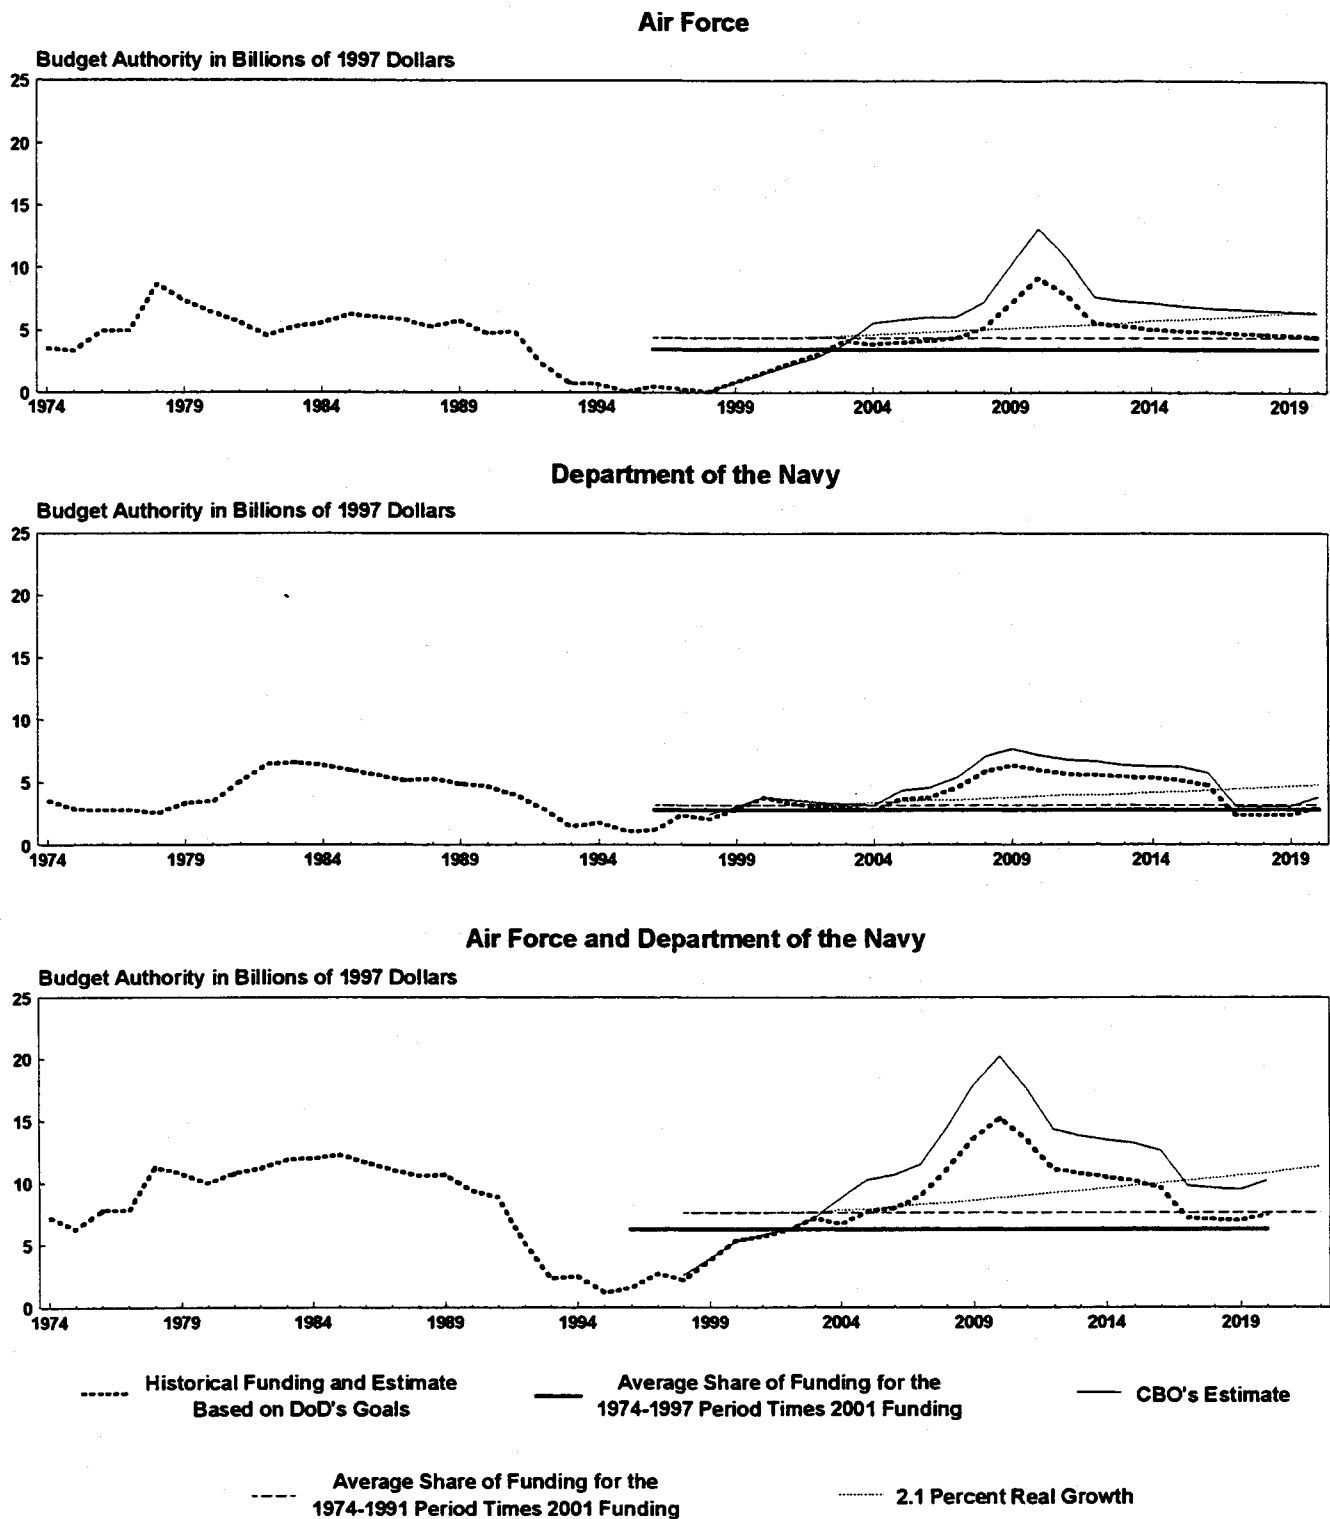 Air Force
Budget Authority in Billions of 1997 Dollars
25
20
15
10
5
0
1974 1979 1984 1989 1994 1999 2004 2009 2014 2019
Department of the Navy
Budget Authority in Billions of 1997 Dollars
25
20
15
10
5
0
1974 1979 1984 1989 1994 1999 2004 2009 2014 2019
Air Force and Department of the Navy
Budget Authority in Billions of 1997 Dollars
25
20
15
10
5
0
1974 1979 1984 1989 1994 1999 2004 2009 2014 2019
Historical Funding and Estimate
Based on DoD's Goals
Average Share of Funding for the
1974-1997 Period Times 2001 Funding
CBO's Estimate
Average Share of Funding for the
1974-1991 Period Times 2001 Funding
2.1 Percent Real Growth